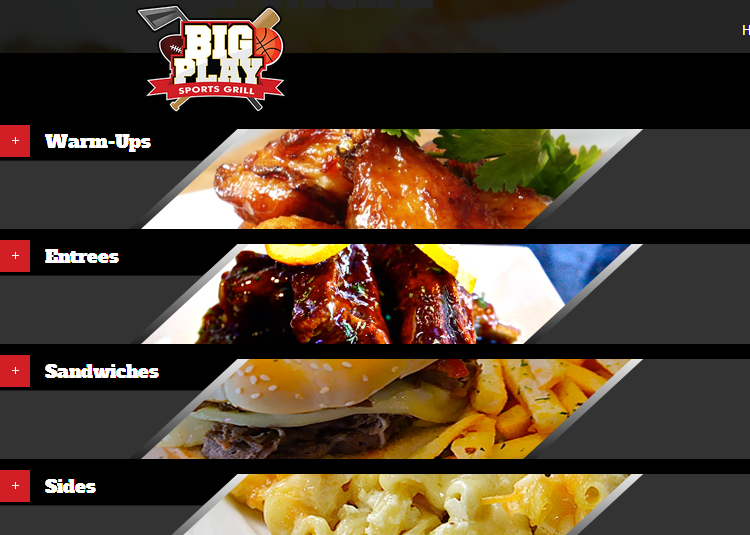 BIG
PLAY
SPORTS GRILL
H
+ Warm-Ups
+ Entrees
+ Sandwiches
+ Sides